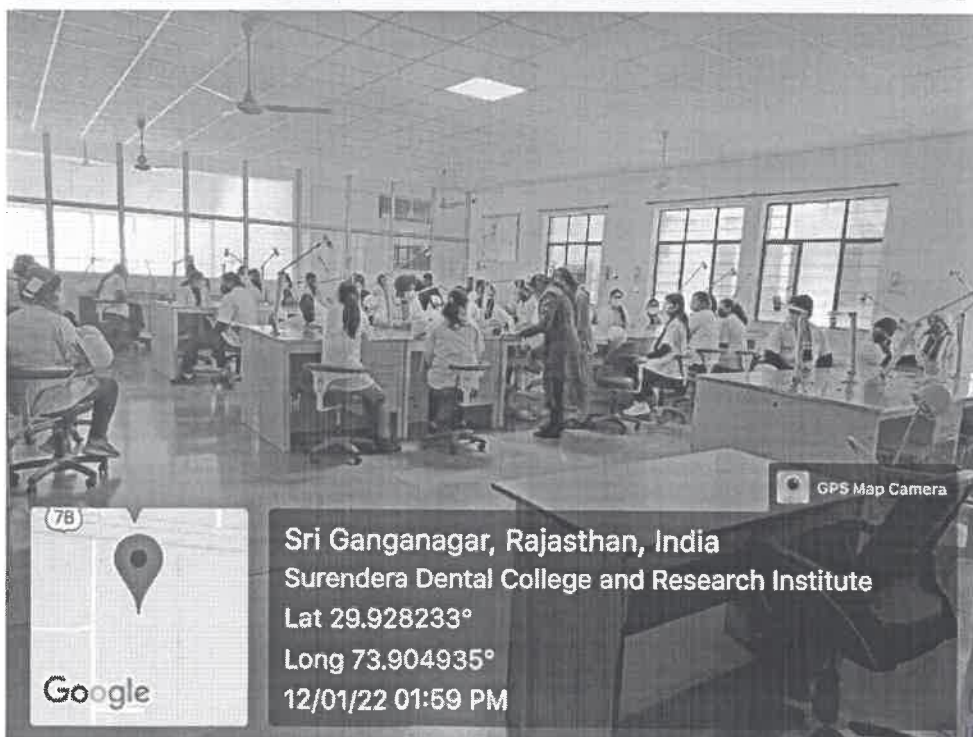 GPS Map Camera
7B
Google
Sri Ganganagar, Rajasthan, India
Surendera Dental College and Research Institute
Lat 29.928233°
Long 73.904935°
12/01/22 01:59 PM